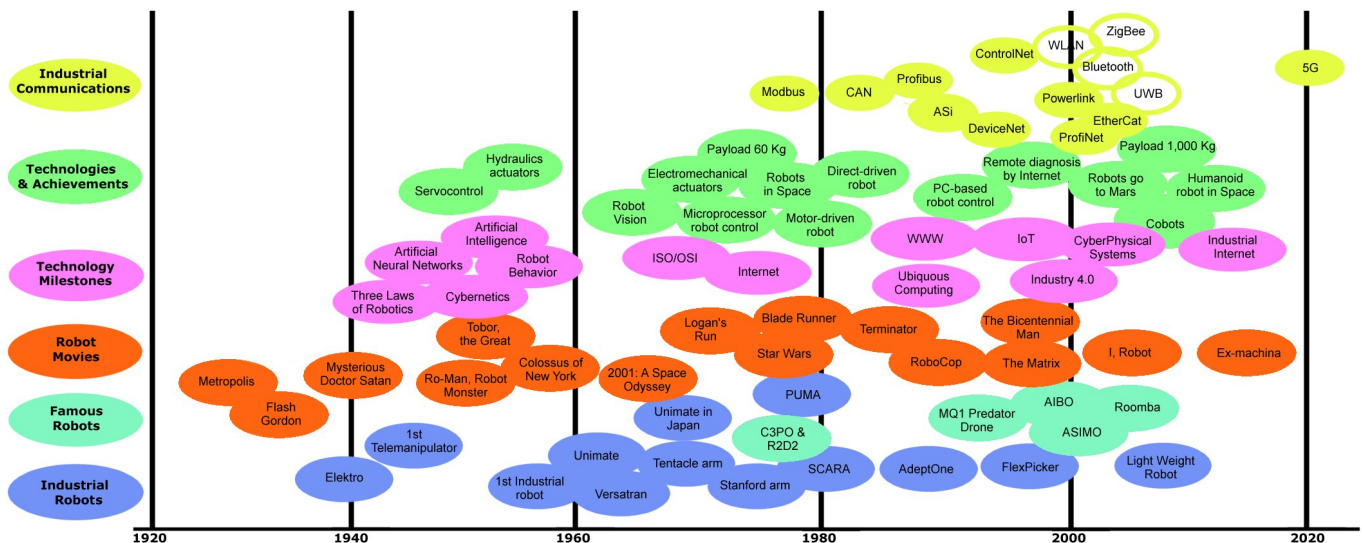 Industrial
Communications
Modbus
CAN
Profibus
ASi
DeviceNet
ControlNet
WLAN
ZigBee
Bluetooth
UWB
Powerlink
EtherCat
ProfiNet
5G
Technologies
& Achievements
Servocontrol
Hydraulics
actuators
Robot
Vision
Electromechanical
actuators
Payload 60 Kg
Microprocessor
robot control
Robots
in Space
Motor-driven
robot
Direct-driven
robot
PC-based
robot control
Remote diagnosis
by Internet
Robots go
to Mars
Payload 1,000 Kg
Humanoid
robot in Space
Cobots
Technology
Milestones
Three Laws
of Robotics
Artificial
Neural Networks
Artificial
Intelligence
Cybernetics
Robot
Behavior
ISO/OSI
Internet
WWW
Ubiquous
Computing
IoT
Industry 4.0
CyberPhysical
Systems
Industrial
Internet
Robot
Movies
Metropolis
Flash
Gordon
Mysterious
Doctor Satan
Ro-Man, Robot
Monster
Tobor,
the Great
Colossus of
New York
2001: A Space
Odyssey
Logan's
Run
Blade Runner
Star Wars
Terminator
RoboCop
The Bicentennial
Man
The Matrix
I, Robot
Ex-machina
Famous
Robots
C3PO &
R2D2
MQ1 Predator
Drone
AIBO
ASIMO
Roomba
Industrial
Robots
Elektro
1st
Telemanipulator
1st Industrial
robot
Unimate
Versatran
Unimate in
Japan
Tentacle arm
Stanford arm
PUMA
SCARA
AdeptOne
FlexPicker
Light Weight
Robot
1920
1940
1960
1980
2000
2020